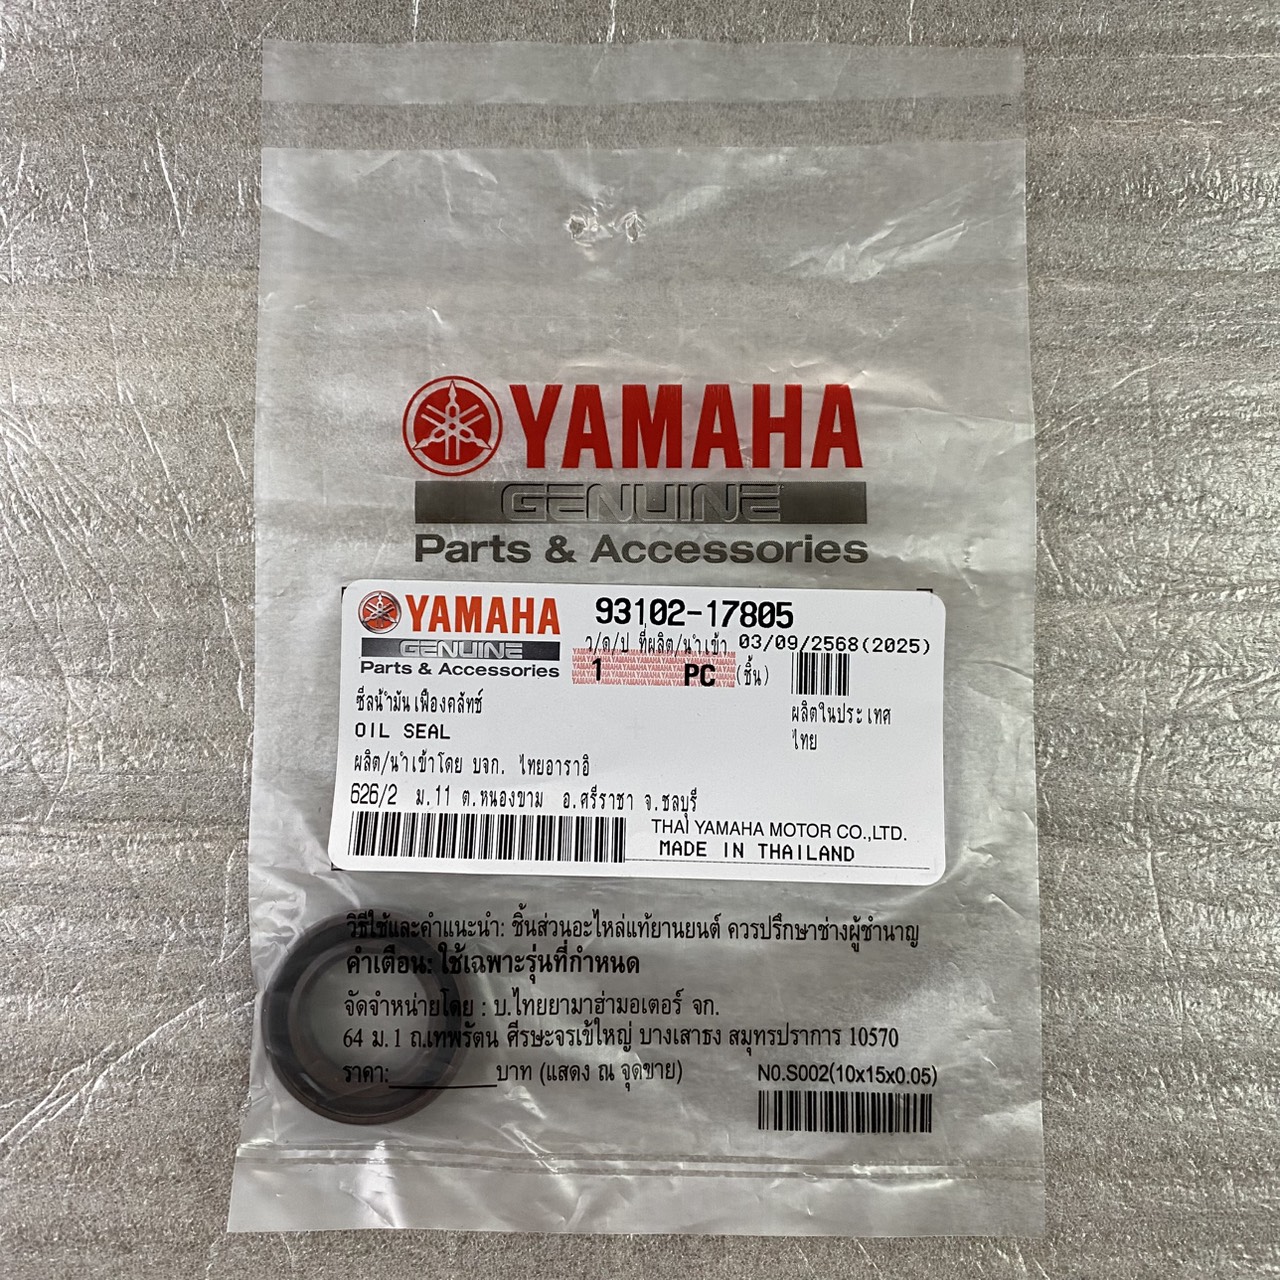 YAMAHA
GENUINE
Parts & Accessories
YAMAHA 93102-17805
GENUINE ว/ด/ป ที่ผลิต/นำเข้า 03/09/2568(2025)
Parts & Accessories 1 PC (ชิ้น)
ซีลน้ำมันเฟืองคลัทช์ ผลิตในประเทศ
OIL SEAL ไทย
ผลิต/นำเข้าโดย บจก. ไทยอาราอิ
626/2 ม.11 ต.หนองขาม อ.ศรีราชา จ.ชลบุรี
THAI YAMAHA MOTOR CO.,LTD.
MADE IN THAILAND
วิธีใช้และคำแนะนำ: ชิ้นส่วนอะไหล่แท้ยานยนต์ ควรปรึกษาช่างผู้ชำนาญ
คำเตือน: ใช้เฉพาะรุ่นที่กำหนด
จัดจำหน่ายโดย : บ.ไทยยามาฮ่ามอเตอร์ จก.
64 ม.1 ถ.เทพรัตน ศีรษะจรเข้ใหญ่ บางเสาธง สมุทรปราการ 10570
ราคา:__________บาท (แสดง ณ จุดขาย) NO.S002(10x15x0.05)